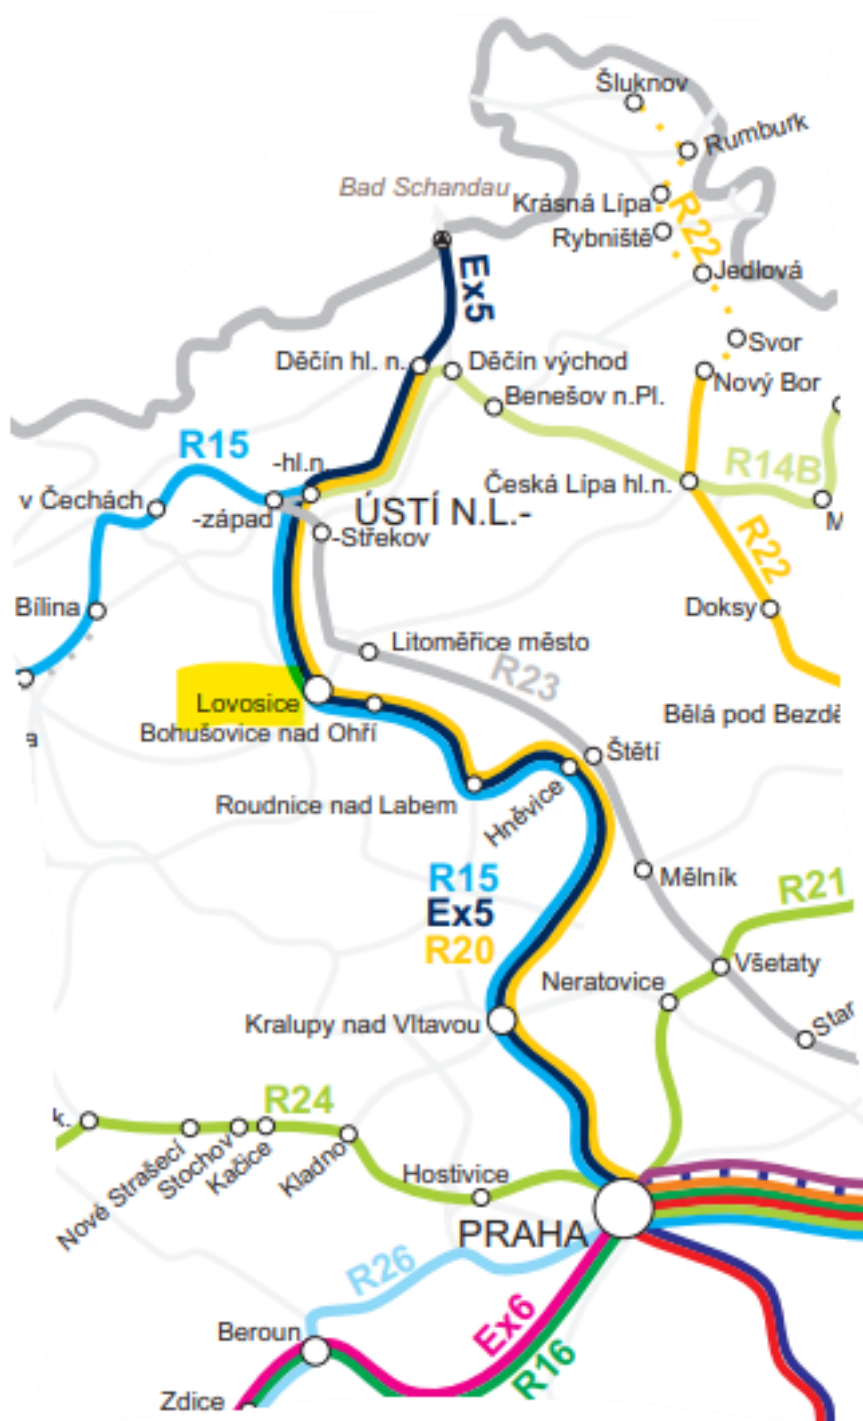 Šluknov
Rumburk
Bad Schandau
Krásná Lípa
R22
Rybniště
Ex5
Jedlová
Svor
Děčín hl. n.
Děčín východ
Nový Bor
Benešov n.Pl.
R15
-hl.n.
R14B
v Čechách
Česká Lípa hl.n.
-západ
ÚSTÍ N.L.-
M
-Střekov
R22
Bílina
Doksy
Litoměřice město
R23
Lovosice
Bohušovice nad Ohří
Bělá pod Bezdě
a
Štětí
Roudnice nad Labem
Hněvice
R15
Ex5
R20
Mělník
R21
Všetaty
Neratovice
Kralupy nad Vltavou
Star
k.
R24
Nové Strašecí
Stochov
Kačice
Kladno
Hostivice
PRAHA
R26
Ex6
R16
Beroun
Zdice